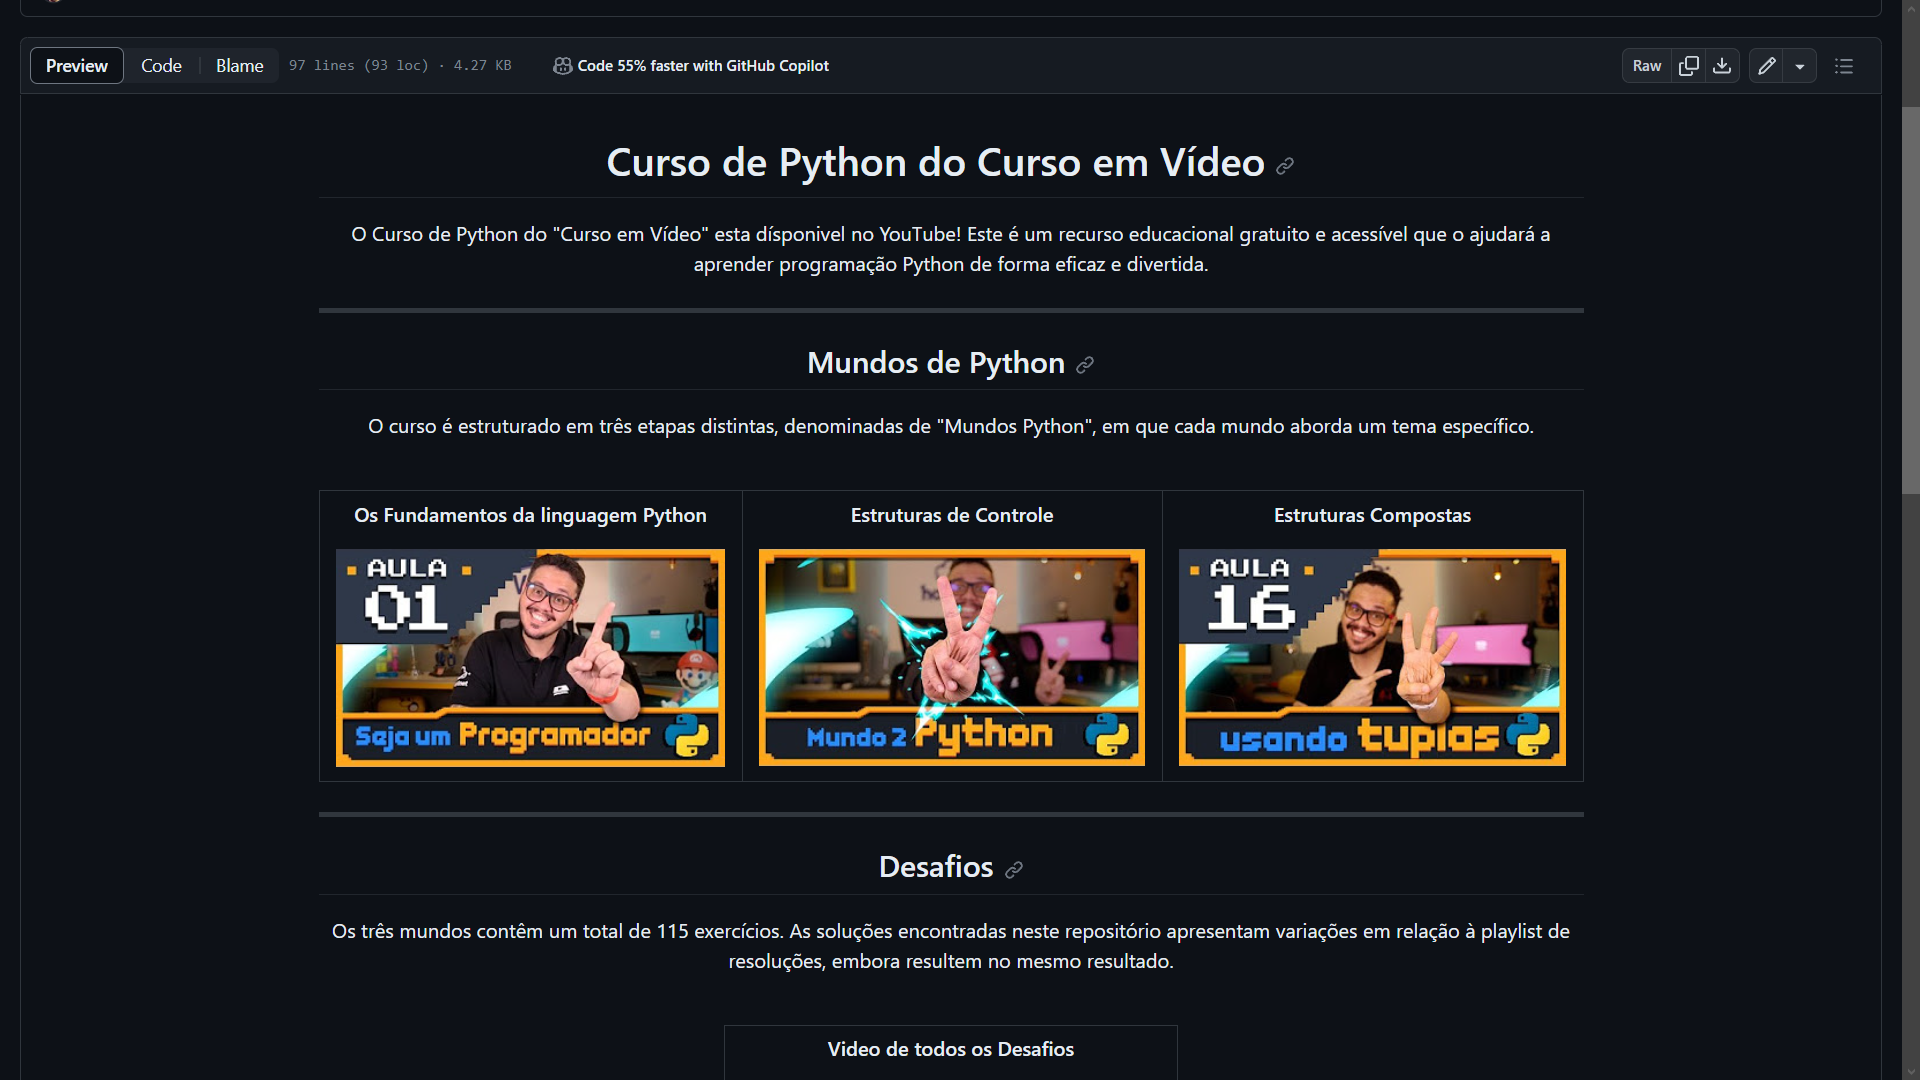 Preview Code Blame 97 lines (93 loc) · 4.27 KB Code 55% faster with GitHub Copilot Raw
Curso de Python do Curso em Vídeo
O Curso de Python do "Curso em Vídeo" esta dísponivel no YouTube! Este é um recurso educacional gratuito e acessível que o ajudará a
aprender programação Python de forma eficaz e divertida.
Mundos de Python
O curso é estruturado em três etapas distintas, denominadas de "Mundos Python", em que cada mundo aborda um tema específico.
Os Fundamentos da linguagem Python
AULA
01
Seja um Programador
Estruturas de Controle
Mundo 2 Python
Estruturas Compostas
AULA
16
usando tuplas
Desafios
Os três mundos contêm um total de 115 exercícios. As soluções encontradas neste repositório apresentam variações em relação à playlist de
resoluções, embora resultem no mesmo resultado.
Video de todos os Desafios